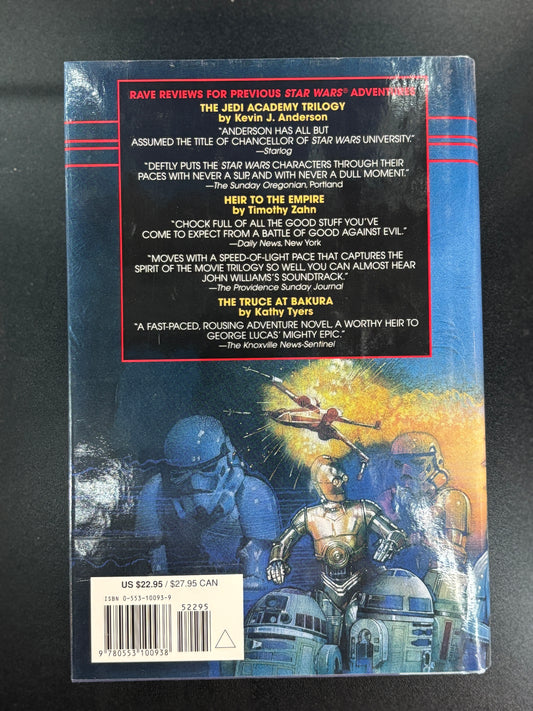 RAVE REVIEWS FOR PREVIOUS STAR WARS® ADVENTURES
THE JEDI ACADEMY TRILOGY
by Kevin J. Anderson
"ANDERSON HAS ALL BUT
ASSUMED THE TITLE OF CHANCELLOR OF STAR WARS UNIVERSITY."
—Starlog
"DEFTLY PUTS THE STAR WARS CHARACTERS THROUGH THEIR
PACES WITH NEVER A SLIP, AND WITH NEVER A DULL MOMENT."
—The Sunday Oregonian, Portland
HEIR TO THE EMPIRE
by Timothy Zahn
"CHOCK FULL OF ALL THE GOOD STUFF YOU'VE
COME TO EXPECT FROM A BATTLE OF GOOD AGAINST EVIL."
—Daily News, New York
"MOVES WITH A SPEED-OF-LIGHT PACE THAT CAPTURES THE
SPIRIT OF THE MOVIE TRILOGY SO WELL, YOU CAN ALMOST HEAR
JOHN WILLIAMS'S SOUNDTRACK."
—The Providence Sunday Journal
THE TRUCE AT BAKURA
by Kathy Tyers
"A FAST-PACED, ROUSING ADVENTURE NOVEL, A WORTHY HEIR TO
GEORGE LUCAS' MIGHTY EPIC."
—The Knoxville News-Sentinel
US $22.95 / $27.95 CAN
ISBN 0-553-10093-9
52295
9 780553 100938